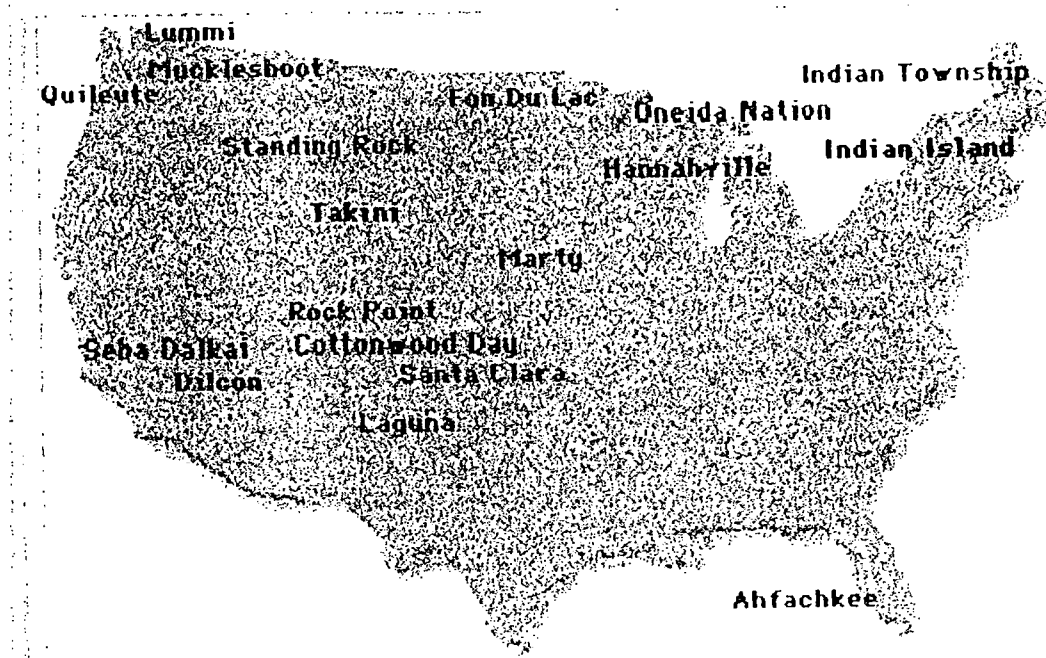 Lummi
Muckleshoot
Quileute
Fon Du Lac
Indian Township
Oneida Nation
Standing Rock
Hannahville
Indian Island
Takini
Marty
Rock Point
Seba Dalkai
Cottonwood Day
Dilcon
Santa Clara
Laguna
Ahfachkee